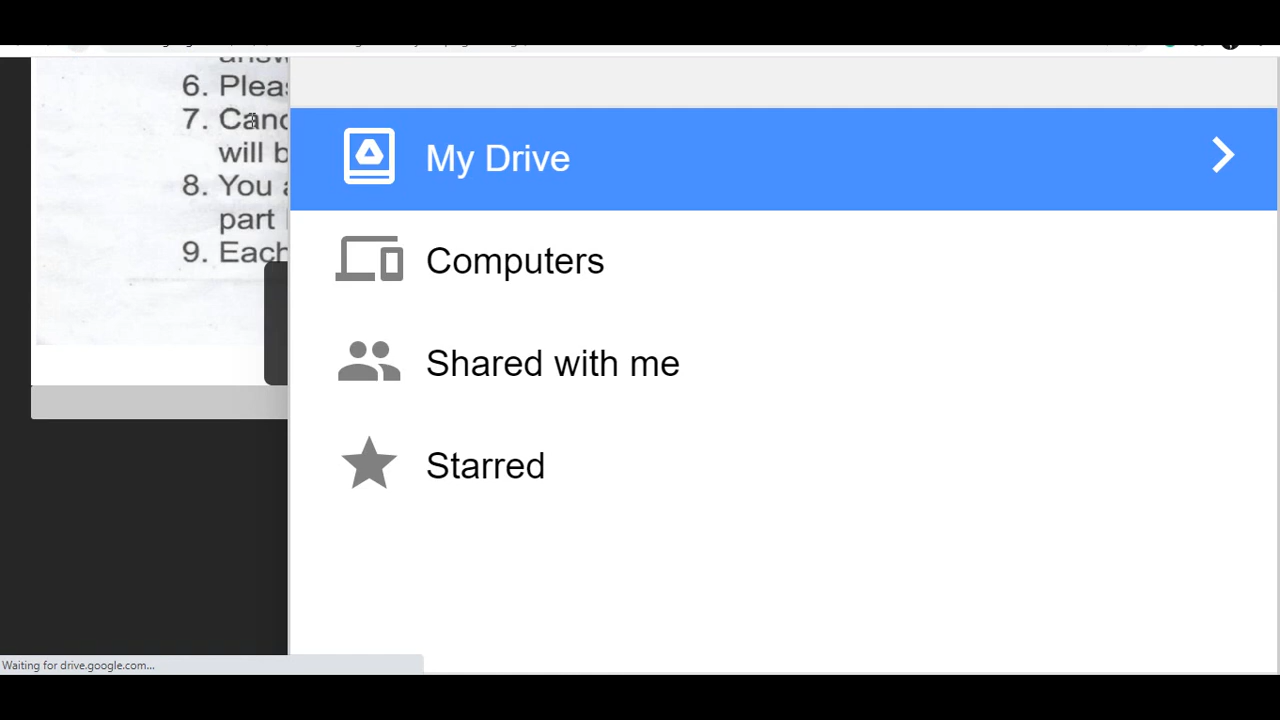 6. Pleas
7. Canc
will b
8. You a
part
9. Each
My Drive
Computers
Shared with me
Starred
Waiting for drive.google.com...